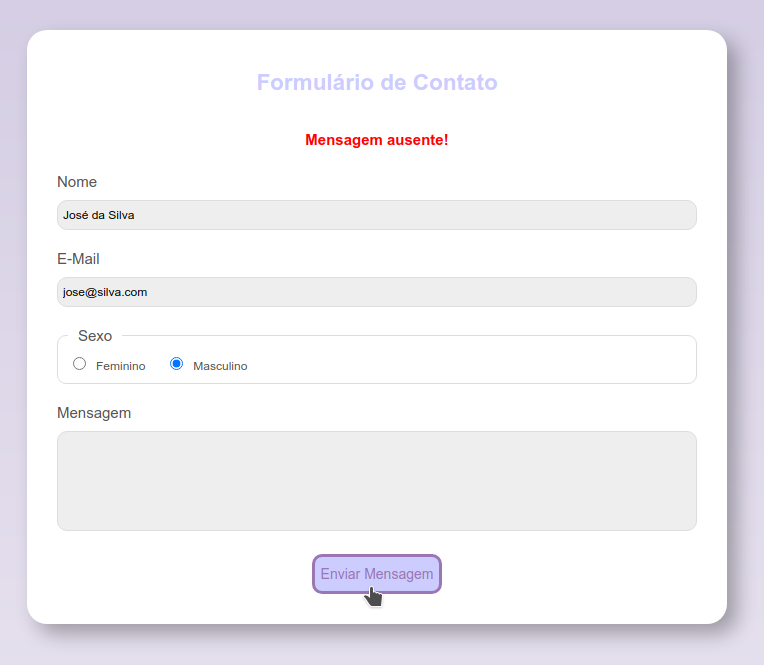 Formulário de Contato
Mensagem ausente!
Nome
José da Silva
E-Mail
jose@silva.com
Sexo
Feminino Masculino
Mensagem
Enviar Mensagem